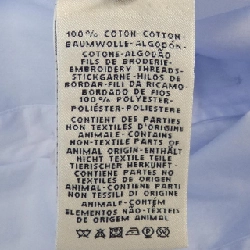 100% COTON-COTTON-
BAUMWOLLE-ALGODÓN-
COTONE-ALGODÃO
FILS DE BRODERIE-
EMBROIDERY THREADS-
STICKGARNE-HILOS DE
BORDAR-FILI DA RICAMO-
BORDADO DE FIOS
100% POLYESTER-
POLIÉSTER-POLIESTERE
CONTIENT DES PARTIES
NON TEXTILES D'ORIGINE
ANIMALE-CONTAINS
NON-TEXTILE PARTS OF
ANIMAL ORIGIN-ENTHÄLT
NICHT TEXTILE TEILE
TIERISCHER HERKUNFT-
CONTIENE PARTES NO
TEXTILES DE ORIGEN
ANIMAL-CONTIENE PARTI
NON TESSILI DI ORIGINE
ANIMALE-CONTÉM
ELEMENTOS NÃO-TÊXTEIS
DE ORIGEM ANIMAL